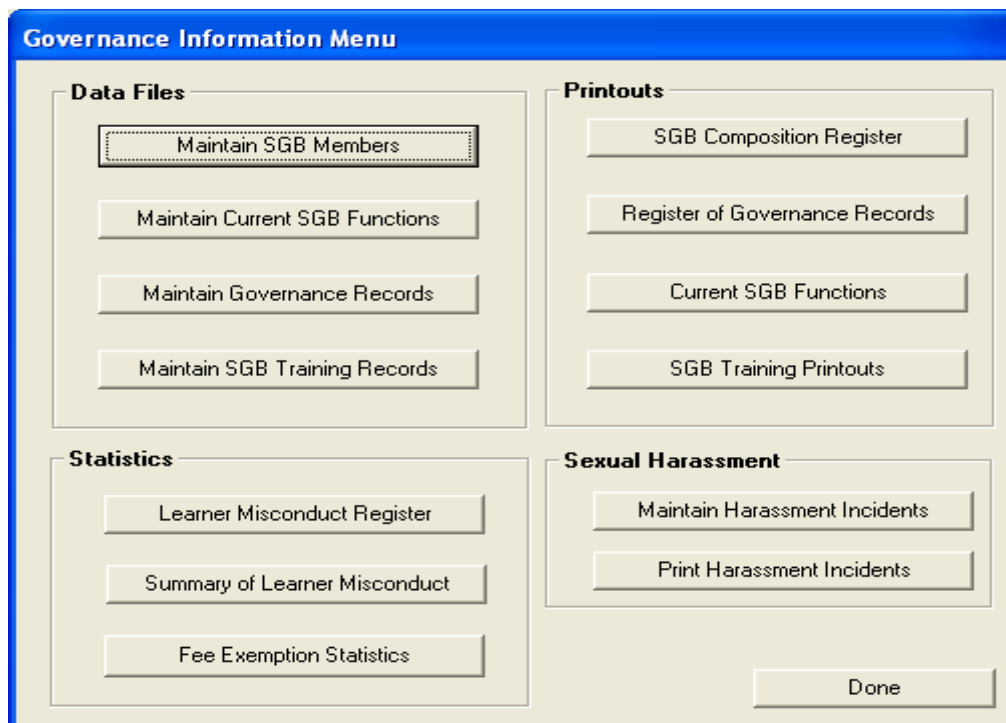 Governance Information Menu
Data Files
Maintain SGB Members
Maintain Current SGB Functions
Maintain Governance Records
Maintain SGB Training Records
Printouts
SGB Composition Register
Register of Governance Records
Current SGB Functions
SGB Training Printouts
Statistics
Learner Misconduct Register
Summary of Learner Misconduct
Fee Exemption Statistics
Sexual Harassment
Maintain Harassment Incidents
Print Harassment Incidents
Done